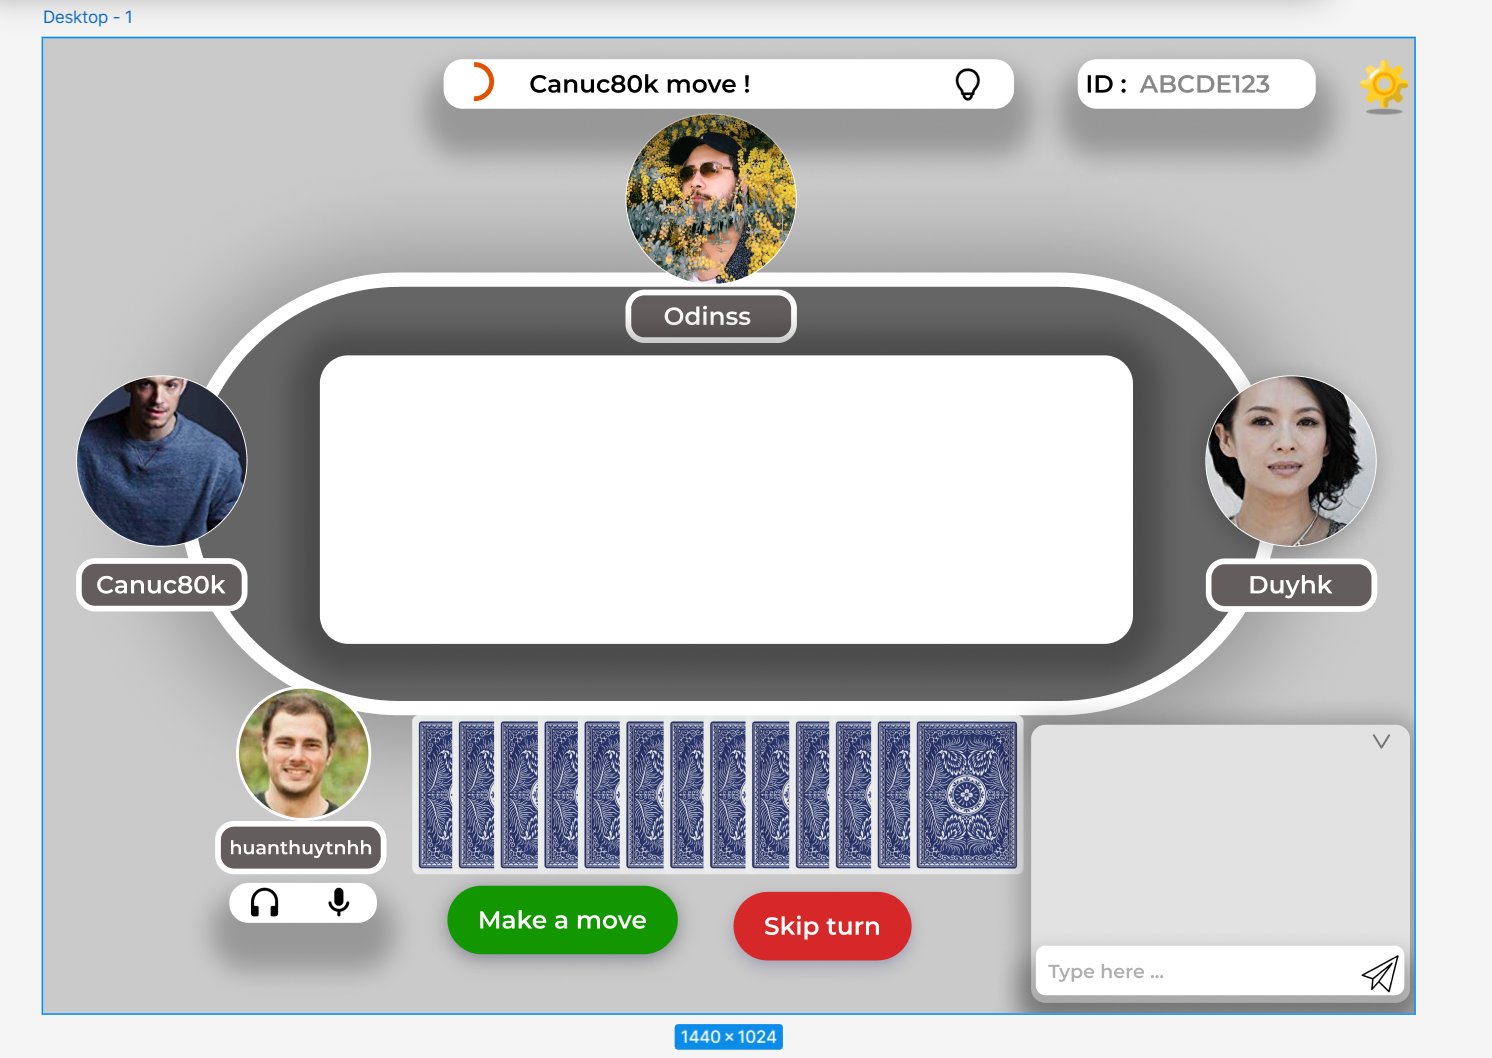 Desktop - 1
Canuc80k move !
ID : ABCDE123
Odinss
Canuc80k
Duyhk
huanthuytnhh
Make a move
Skip turn
Type here ...
1440 × 1024